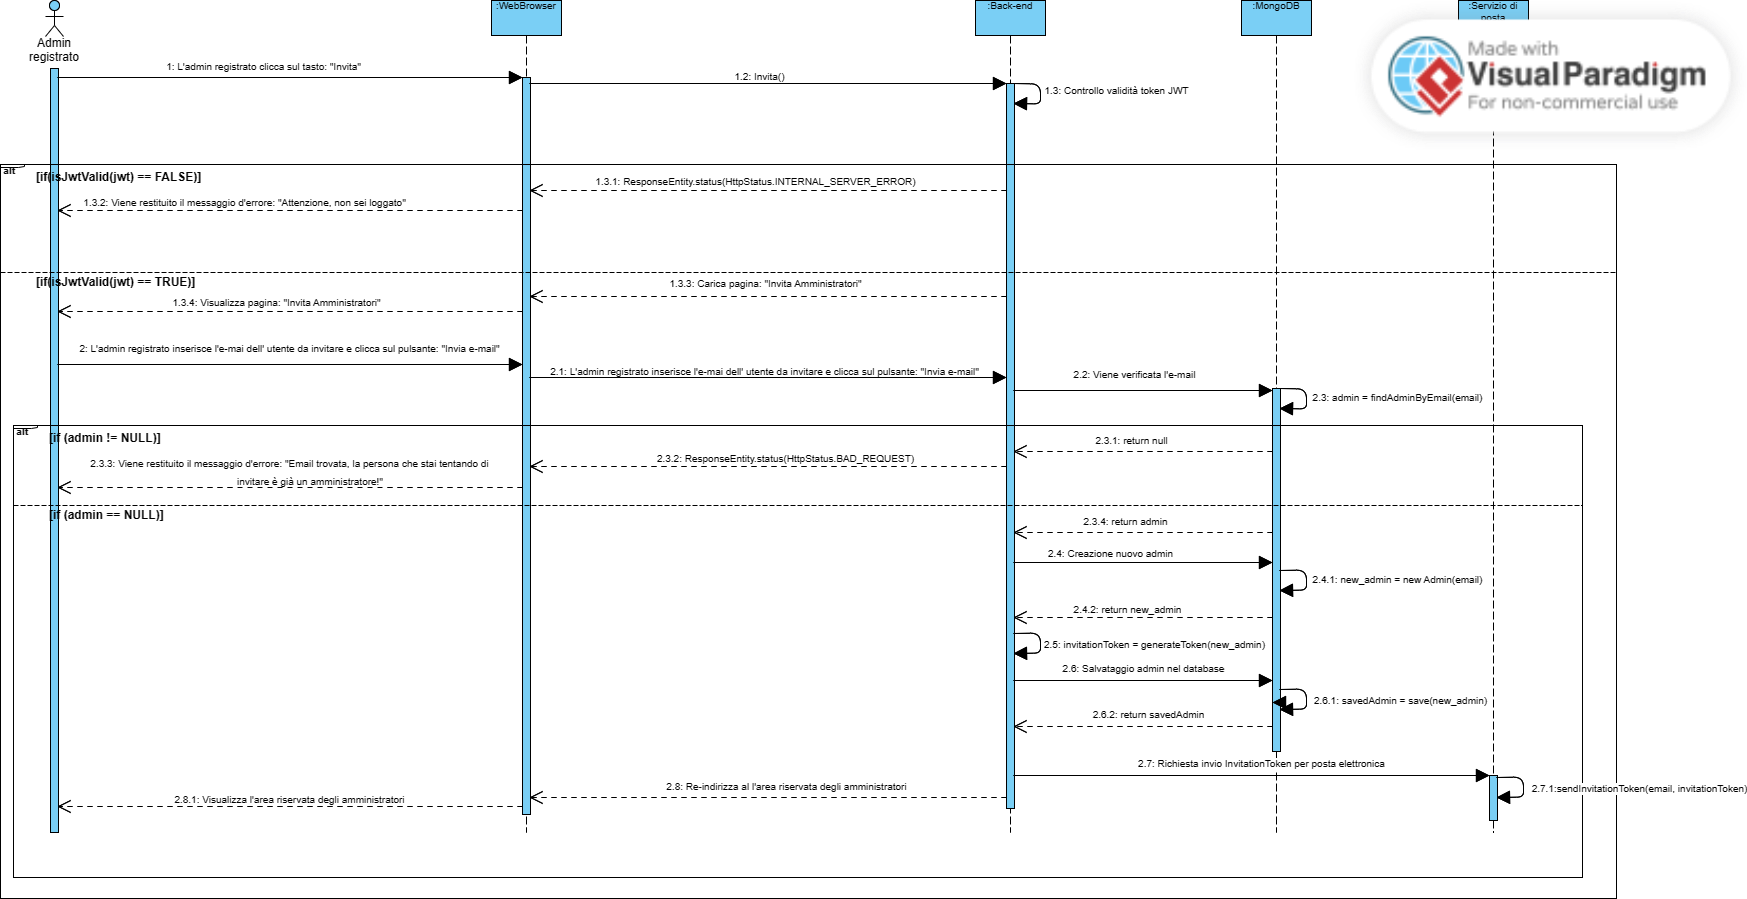 Admin
registrato
:WebBrowser
:Back-end
:MongoDB
:Servizio di
posta
Made with
Visual Paradigm
For non-commercial use
1: L'admin registrato clicca sul tasto: "Invita"
1.2: Invita()
1.3: Controllo validità token JWT
alt
[if(isJwtValid(jwt) == FALSE)]
1.3.1: ResponseEntity.status(HttpStatus.INTERNAL_SERVER_ERROR)
1.3.2: Viene restituito il messaggio d'errore: "Attenzione, non sei loggato"
[if(isJwtValid(jwt) == TRUE)]
1.3.3: Carica pagina: "Invita Amministratori"
1.3.4: Visualizza pagina: "Invita Amministratori"
2: L'admin registrato inserisce l'e-mai dell' utente da invitare e clicca sul pulsante: "Invia e-mail"
2.1: L'admin registrato inserisce l'e-mai dell' utente da invitare e clicca sul pulsante: "Invia e-mail"
2.2: Viene verificata l'e-mail
2.3: admin = findAdminByEmail(email)
alt
[if (admin != NULL)]
2.3.1: return null
2.3.2: ResponseEntity.status(HttpStatus.BAD_REQUEST)
2.3.3: Viene restituito il messaggio d'errore: "Email trovata, la persona che stai tentando di
invitare è già un amministratore!"
[if (admin == NULL)]
2.3.4: return admin
2.4: Creazione nuovo admin
2.4.1: new_admin = new Admin(email)
2.4.2: return new_admin
2.5: invitationToken = generateToken(new_admin)
2.6: Salvataggio admin nel database
2.6.1: savedAdmin = save(new_admin)
2.6.2: return savedAdmin
2.7: Richiesta invio InvitationToken per posta elettronica
2.7.1:sendInvitationToken(email, invitationToken)
2.8: Re-indirizza al l'area riservata degli amministratori
2.8.1: Visualizza l'area riservata degli amministratori